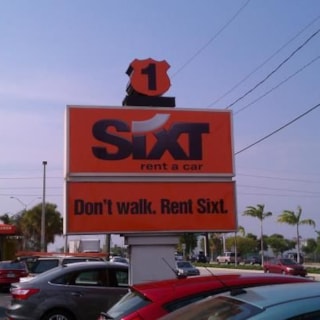 1
SIXT
rent a car
Don't walk. Rent Sixt.